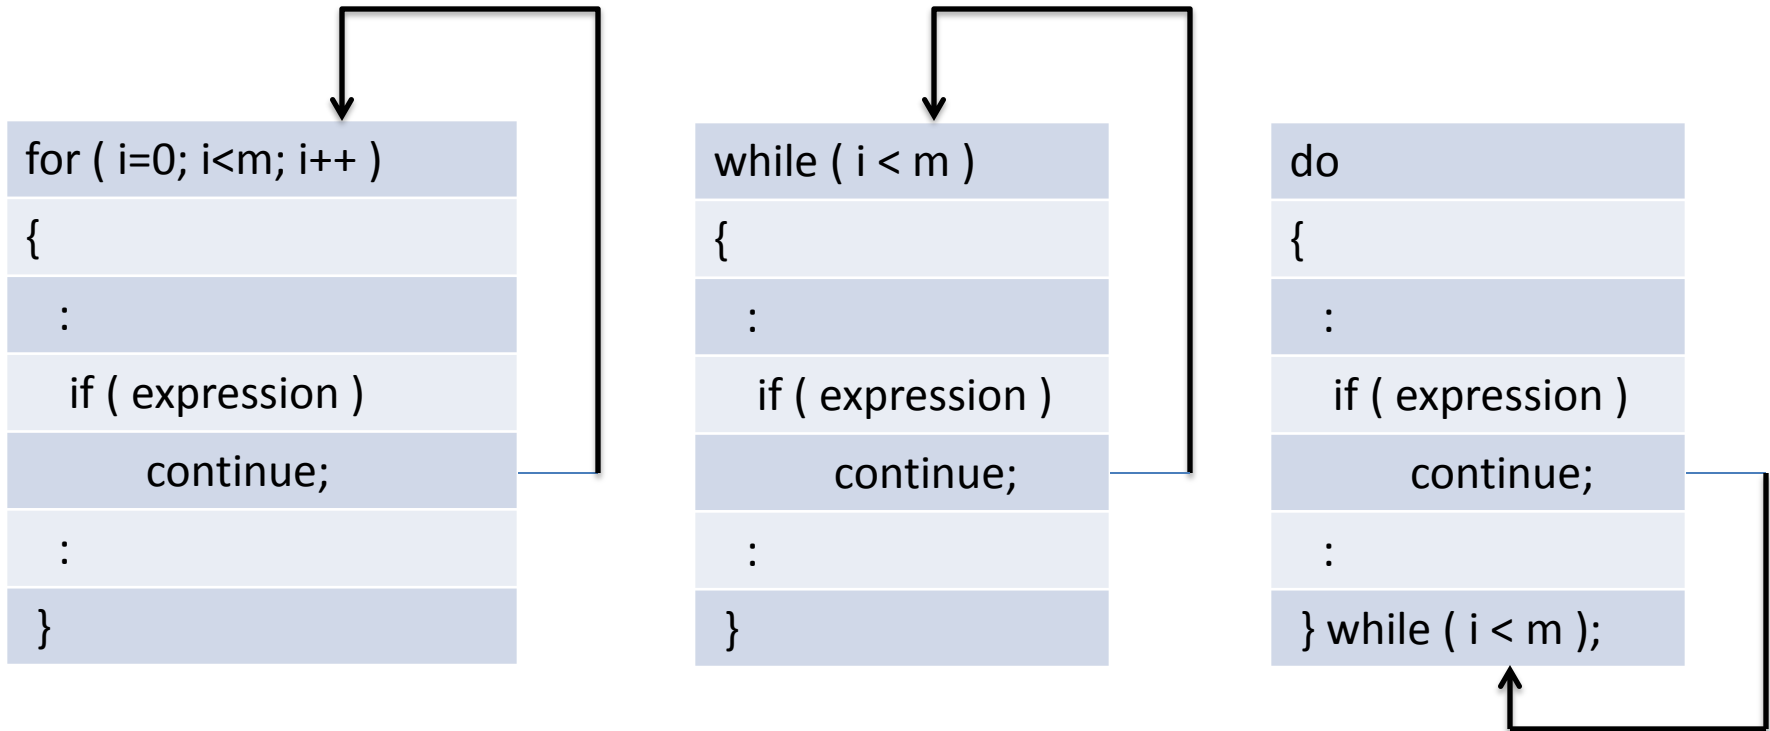 for ( i=0; i<m; i++ )
{
:
if ( expression )
continue;
:
}
while ( i < m )
{
:
if ( expression )
continue;
:
}
do
{
:
if ( expression )
continue;
:
} while ( i < m );